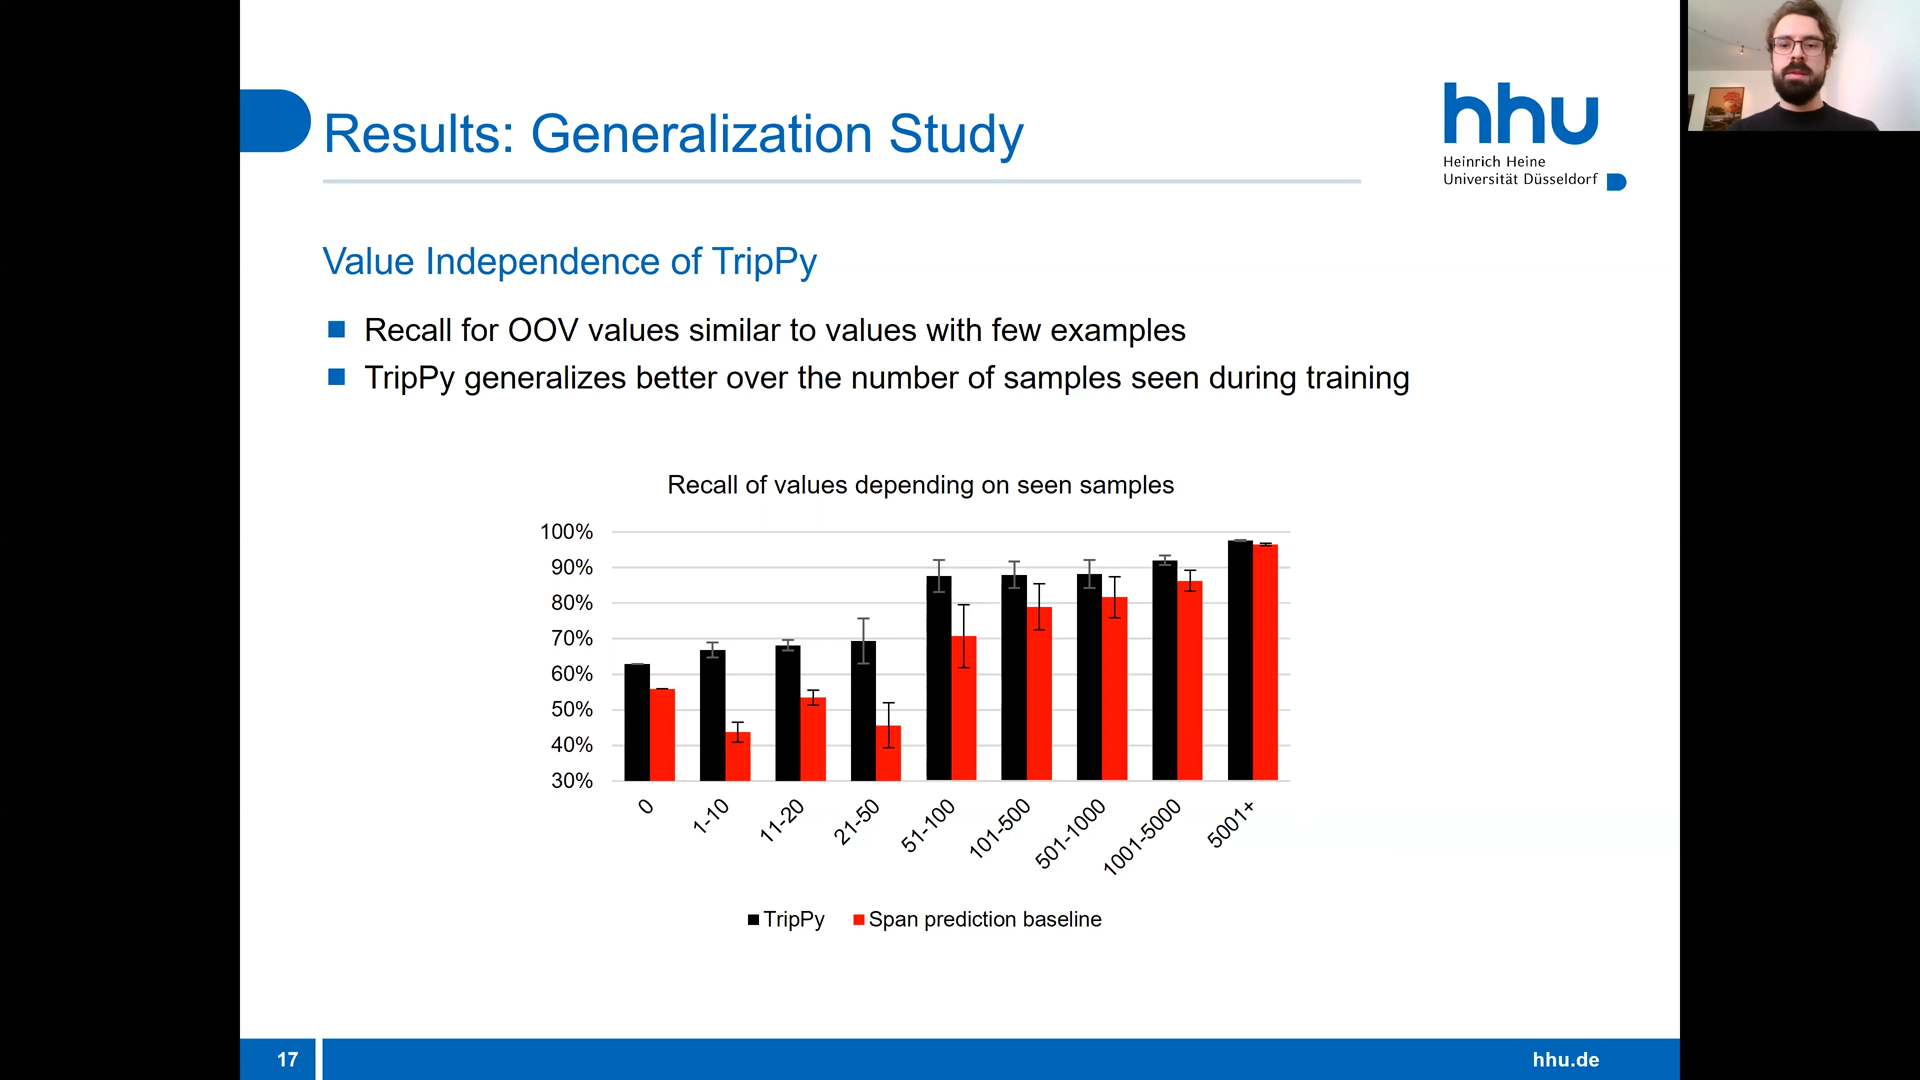 Results: Generalization Study
hhu
Heinrich Heine
Universität Düsseldorf
Value Independence of TripPy
Recall for OOV values similar to values with few examples
TripPy generalizes better over the number of samples seen during training
Recall of values depending on seen samples
100%
90%
80%
70%
60%
50%
40%
30%
0
1-10
11-20
21-50
51-100
101-500
501-1000
1001-5000
5001+
TripPy
Span prediction baseline
17
hhu.de